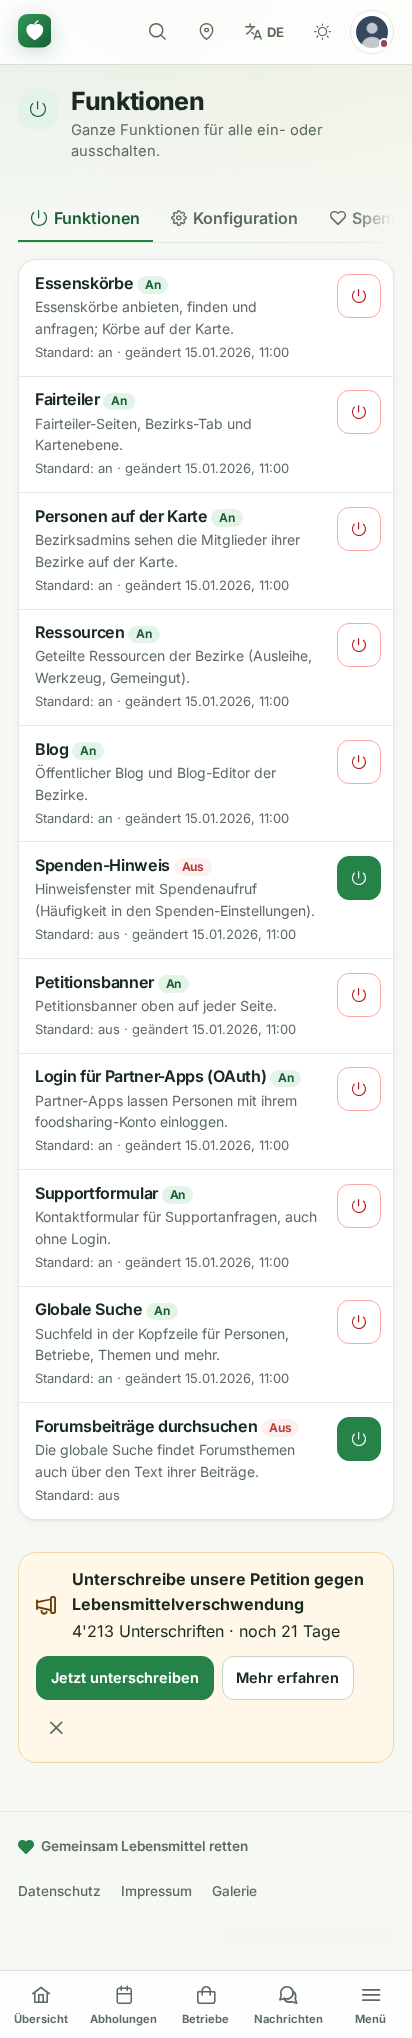 DE
Funktionen
Ganze Funktionen für alle ein- oder
ausschalten.
Funktionen Konfiguration
Essenskörbe An
Essenskörbe anbieten, finden und
anfragen; Körbe auf der Karte.
Standard: an · geändert 15.01.2026, 11:00
Fairteiler An
Fairteiler-Seiten, Bezirks-Tab und
Kartenebene.
Standard: an · geändert 15.01.2026, 11:00
Personen auf der Karte An
Bezirksadmins sehen die Mitglieder ihrer
Bezirke auf der Karte.
Standard: an · geändert 15.01.2026, 11:00
Ressourcen An
Geteilte Ressourcen der Bezirke (Ausleihe,
Werkzeug, Gemeingut).
Standard: an · geändert 15.01.2026, 11:00
Blog An
Öffentlicher Blog und Blog-Editor der
Bezirke.
Standard: an · geändert 15.01.2026, 11:00
Spenden-Hinweis Aus
Hinweisfenster mit Spendenaufruf
(Häufigkeit in den Spenden-Einstellungen).
Standard: aus · geändert 15.01.2026, 11:00
Petitionsbanner An
Petitionsbanner oben auf jeder Seite.
Standard: aus · geändert 15.01.2026, 11:00
Login für Partner-Apps (OAuth) An
Partner-Apps lassen Personen mit ihrem
foodsharing-Konto einloggen.
Standard: an · geändert 15.01.2026, 11:00
Supportformular An
Kontaktformular für Supportanfragen, auch
ohne Login.
Standard: an · geändert 15.01.2026, 11:00
Globale Suche An
Suchfeld in der Kopfzeile für Personen,
Betriebe, Themen und mehr.
Standard: an · geändert 15.01.2026, 11:00
Forumsbeiträge durchsuchen Aus
Die globale Suche findet Forumsthemen
auch über den Text ihrer Beiträge.
Standard: aus
Unterschreibe unsere Petition gegen
Lebensmittelverschwendung
4'213 Unterschriften · noch 21 Tage
Jetzt unterschreiben Mehr erfahren
Gemeinsam Lebensmittel retten
Datenschutz Impressum Galerie
Übersicht Abholungen Betriebe Nachrichten Menü